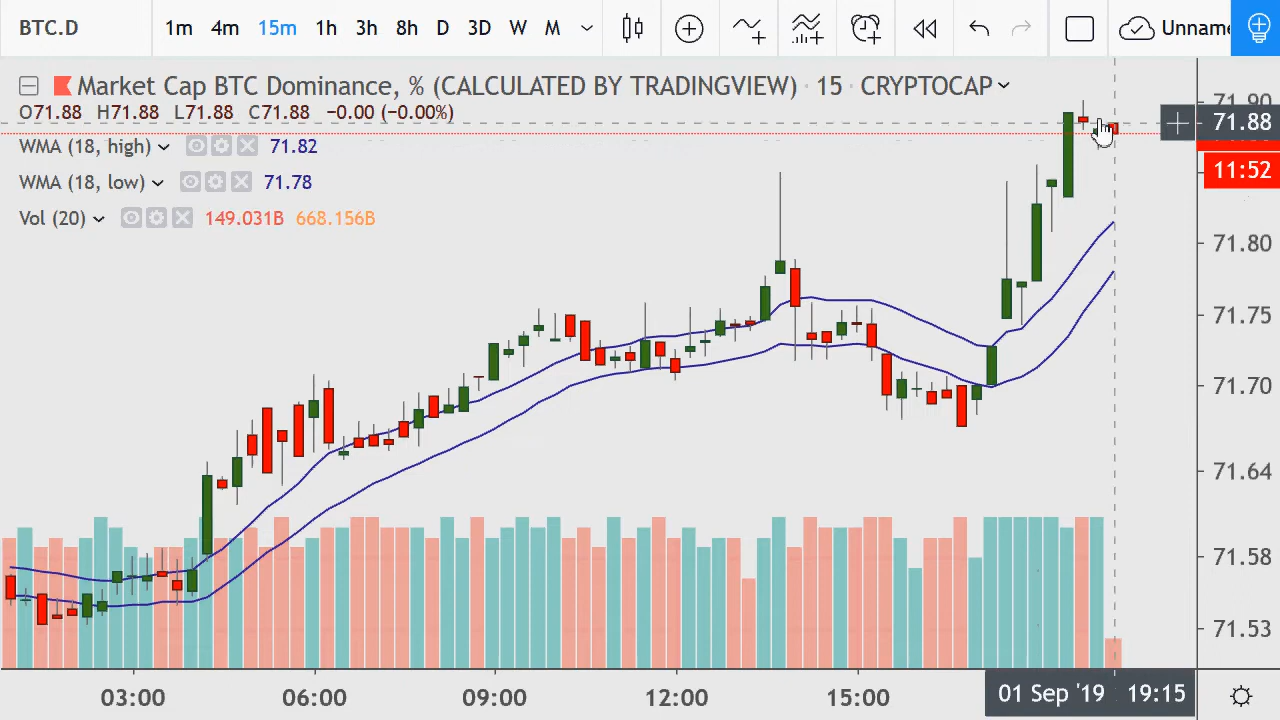 BTC.D 1m 4m 15m 1h 3h 8h D 3D W M Unname
Market Cap BTC Dominance, % (CALCULATED BY TRADINGVIEW) · 15 · CRYPTOCAP
O71.88 H71.88 L71.88 C71.88 −0.00 (−0.00%)
WMA (18, high) 71.82
WMA (18, low) 71.78
Vol (20) 149.031B 668.156B
71.90
71.88
11:52
71.80
71.75
71.70
71.64
71.58
71.53
03:00 06:00 09:00 12:00 15:00 01 Sep '19 19:15